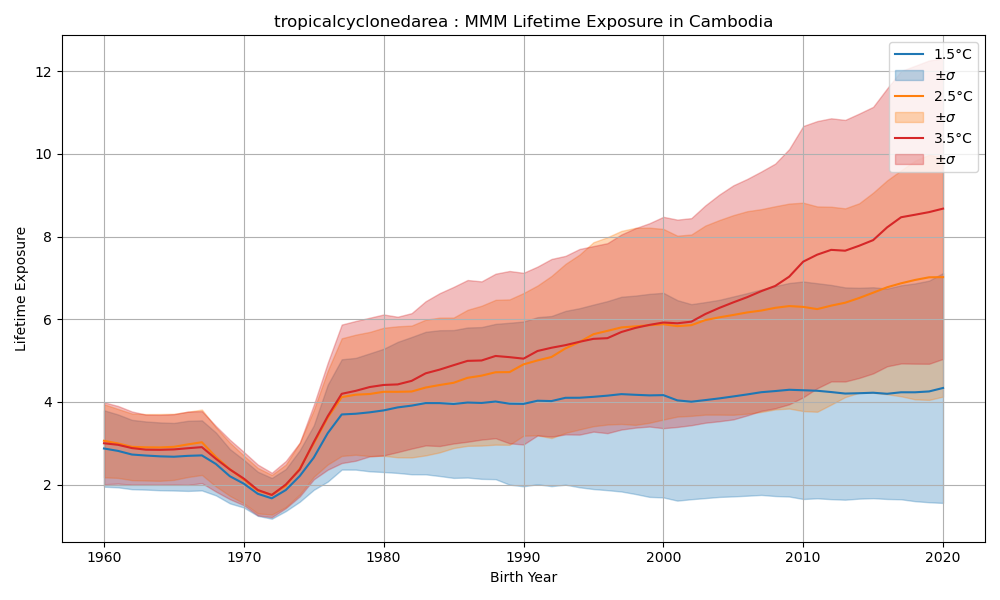 tropicalcyclonedarea : MMM Lifetime Exposure in Cambodia
12
10
8
6
4
2
Lifetime Exposure
1.5°C
±σ
2.5°C
±σ
3.5°C
±σ
1960 1970 1980 1990 2000 2010 2020
Birth Year